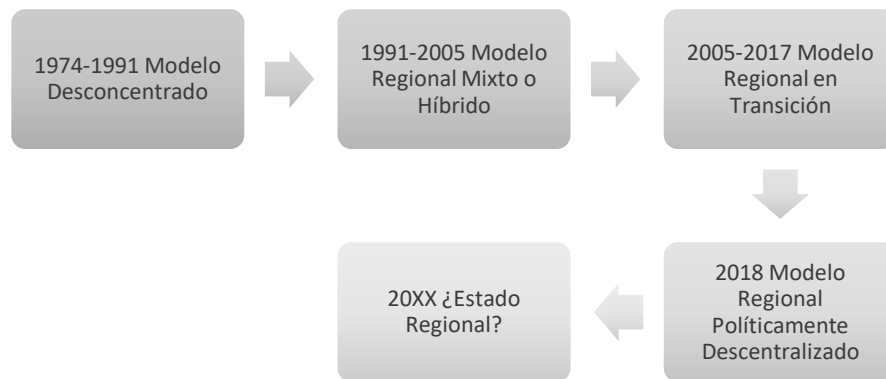 1974-1991 Modelo
Desconcentrado
1991-2005 Modelo
Regional Mixto o
Híbrido
2005-2017 Modelo
Regional en
Transición
2018 Modelo
Regional
Políticamente
Descentralizado
20XX ¿Estado
Regional?